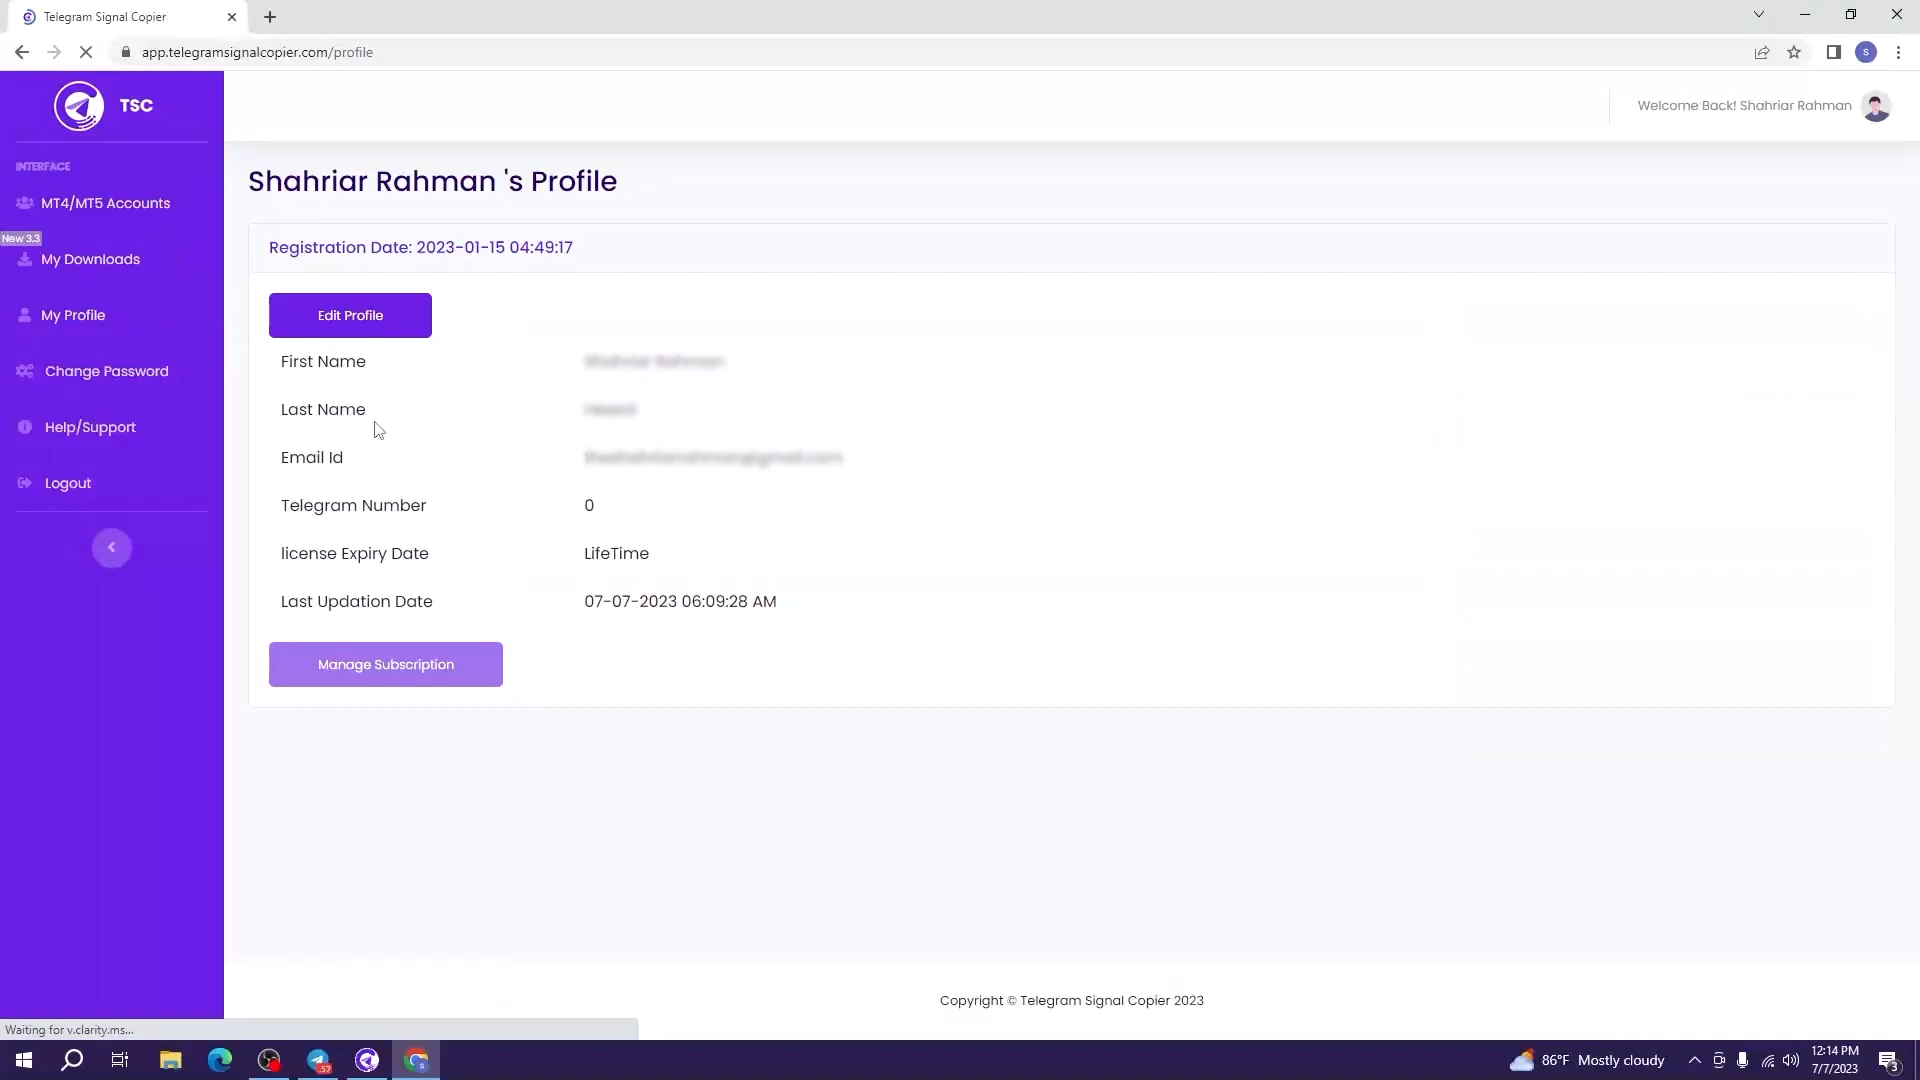 Telegram Signal Copier
app.telegramsignalcopier.com/profile
S
TSC
Welcome Back! Shahriar Rahman
INTERFACE
MT4/MT5 Accounts
New 3.3
My Downloads
My Profile
Change Password
Help/Support
Logout
Shahriar Rahman 's Profile
Registration Date: 2023-01-15 04:49:17
Edit Profile
First Name
Last Name
Email Id
Telegram Number 0
license Expiry Date LifeTime
Last Updation Date 07-07-2023 06:09:28 AM
Manage Subscription
Copyright © Telegram Signal Copier 2023
Waiting for v.clarity.ms...
57
86°F Mostly cloudy
12:14 PM
7/7/2023
3